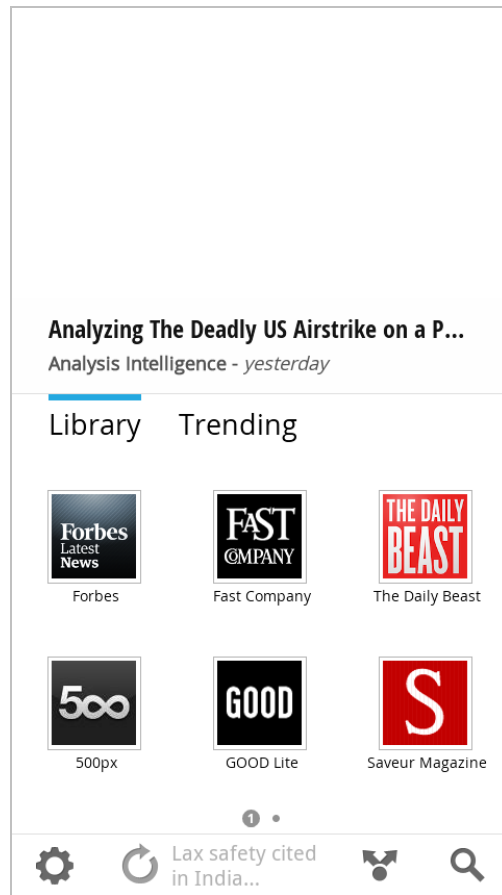 Analyzing The Deadly US Airstrike on a P...
Analysis Intelligence - yesterday
Library Trending
Forbes
Latest
News
FAST
COMPANY
THE DAILY
BEAST
Forbes Fast Company The Daily Beast
500
GOOD
S
500px GOOD Lite Saveur Magazine
1
Lax safety cited
in India...